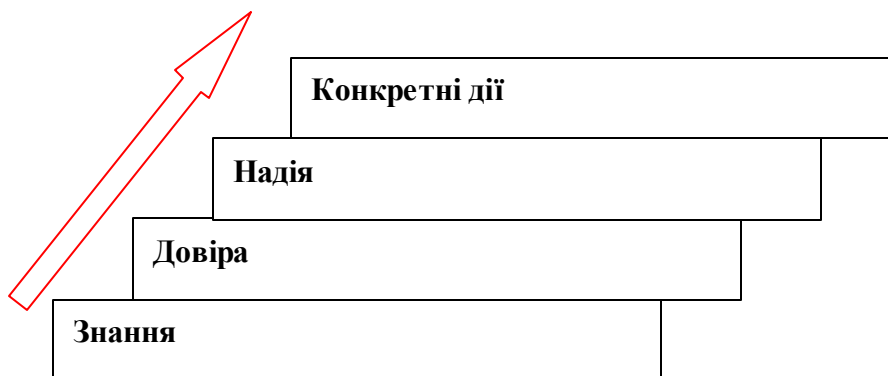 Конкретні дії
Надія
Довіра
Знання